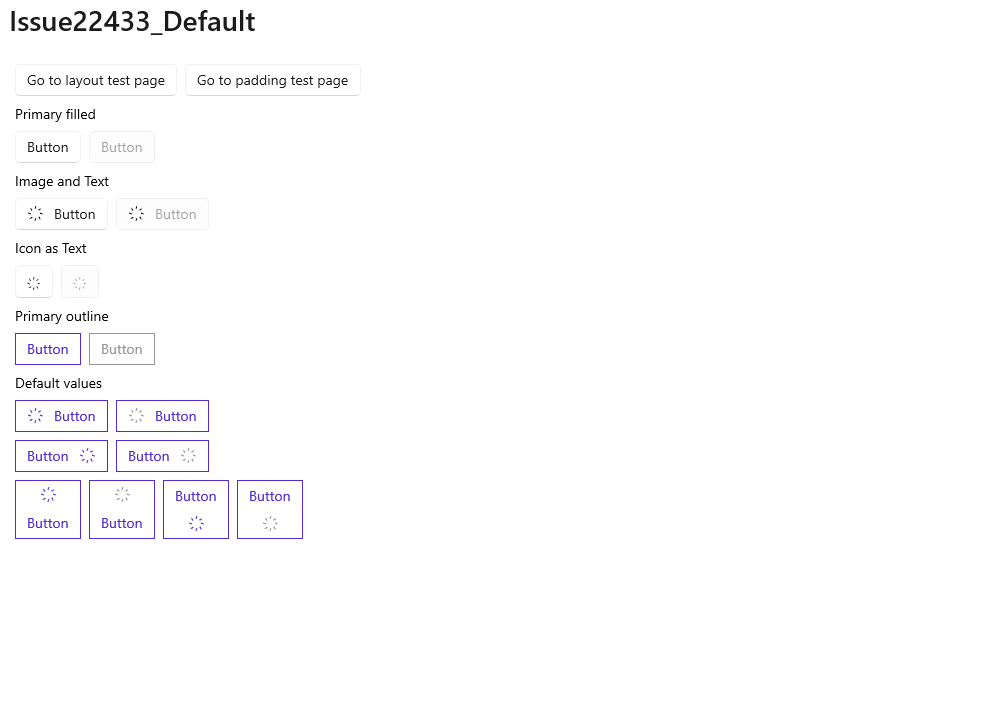 Issue22433_Default
Go to layout test page Go to padding test page
Primary filled
Button Button
Image and Text
Button Button
Icon as Text
Primary outline
Button Button
Default values
Button Button
Button Button
Button Button
Button Button